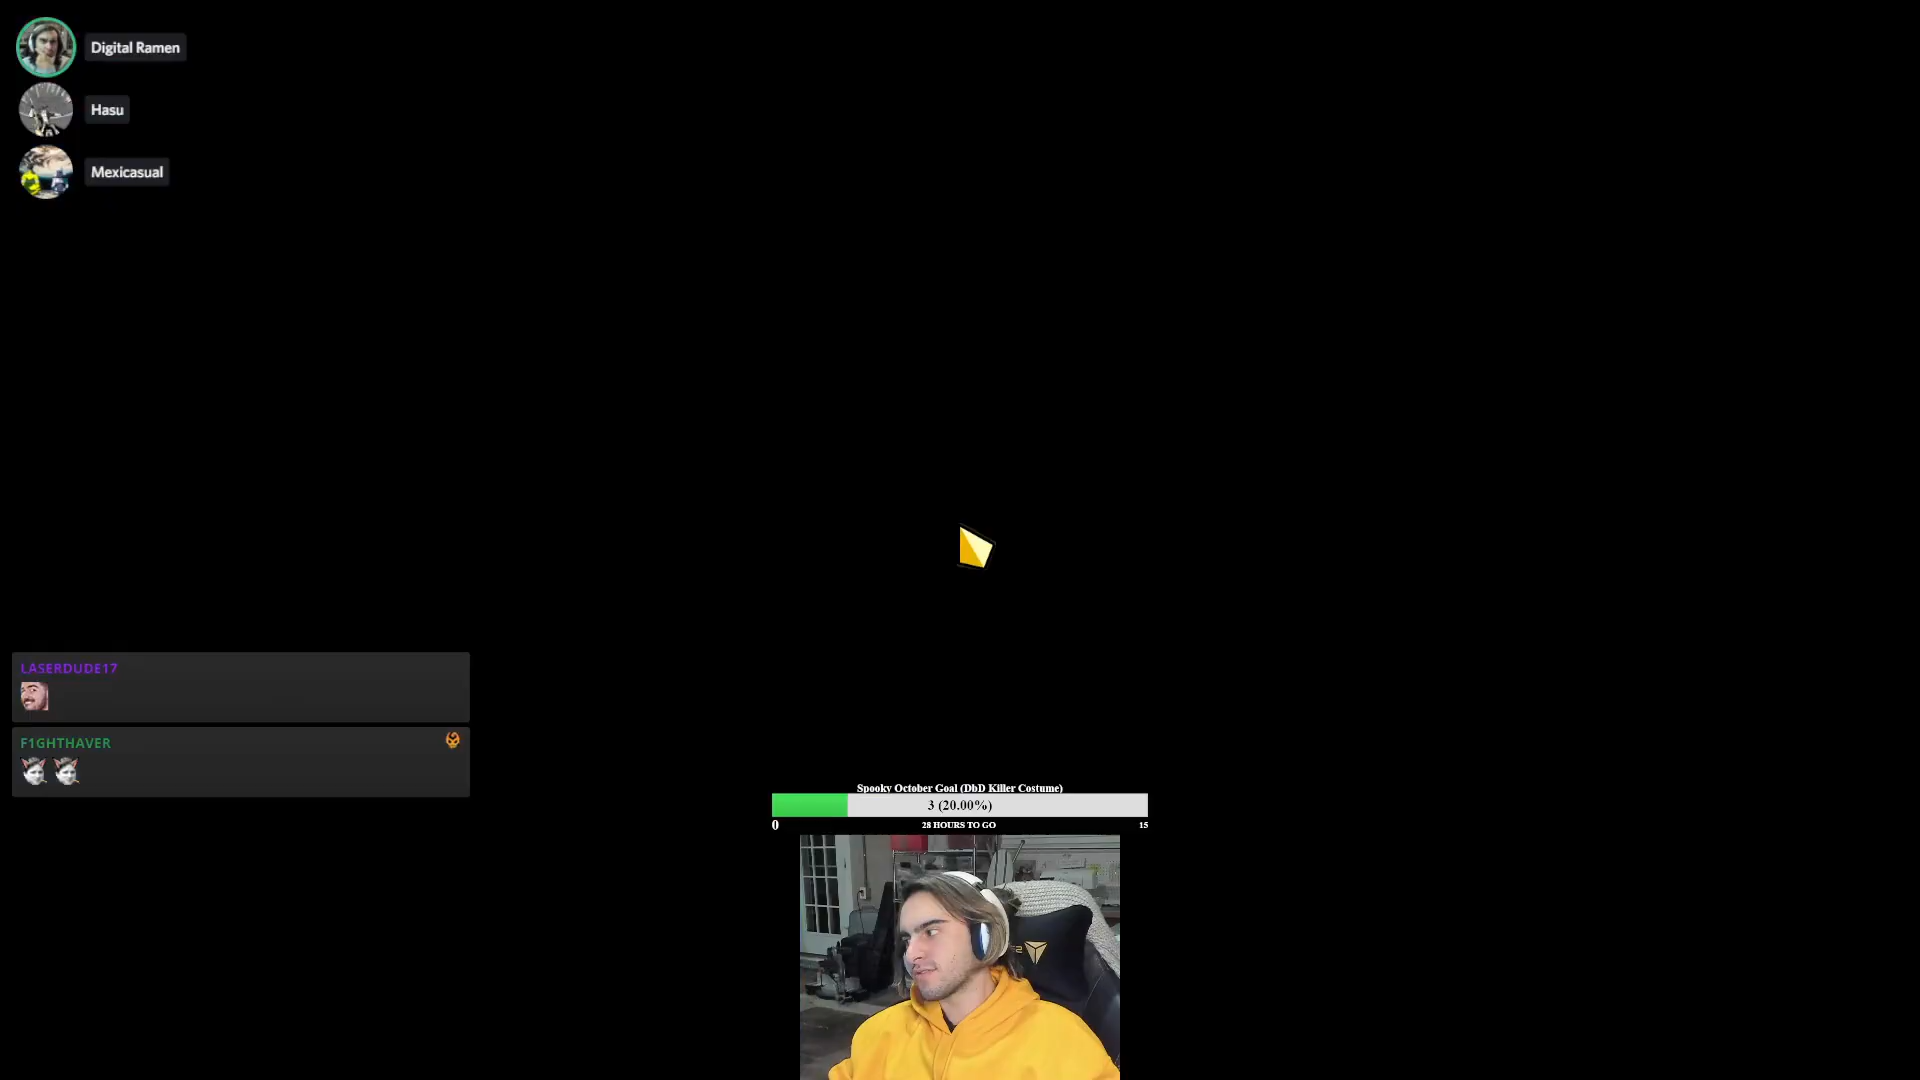 Digital Ramen
Hasu
Mexicasual
LASERDUDE17
F1GHTHAVER
Spooky October Goal (DbD Killer Costume)
3 (20.00%)
0
28 HOURS TO GO
15